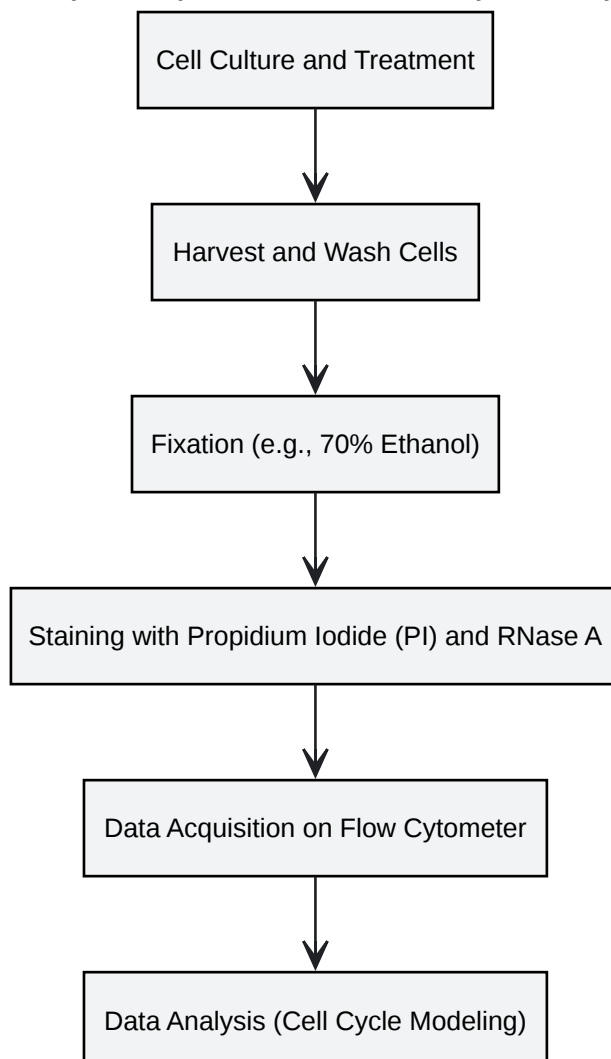 Cell Culture and Treatment
Harvest and Wash Cells
Fixation (e.g., 70% Ethanol)
Staining with Propidium Iodide (PI) and RNase A
Data Acquisition on Flow Cytometer
Data Analysis (Cell Cycle Modeling)